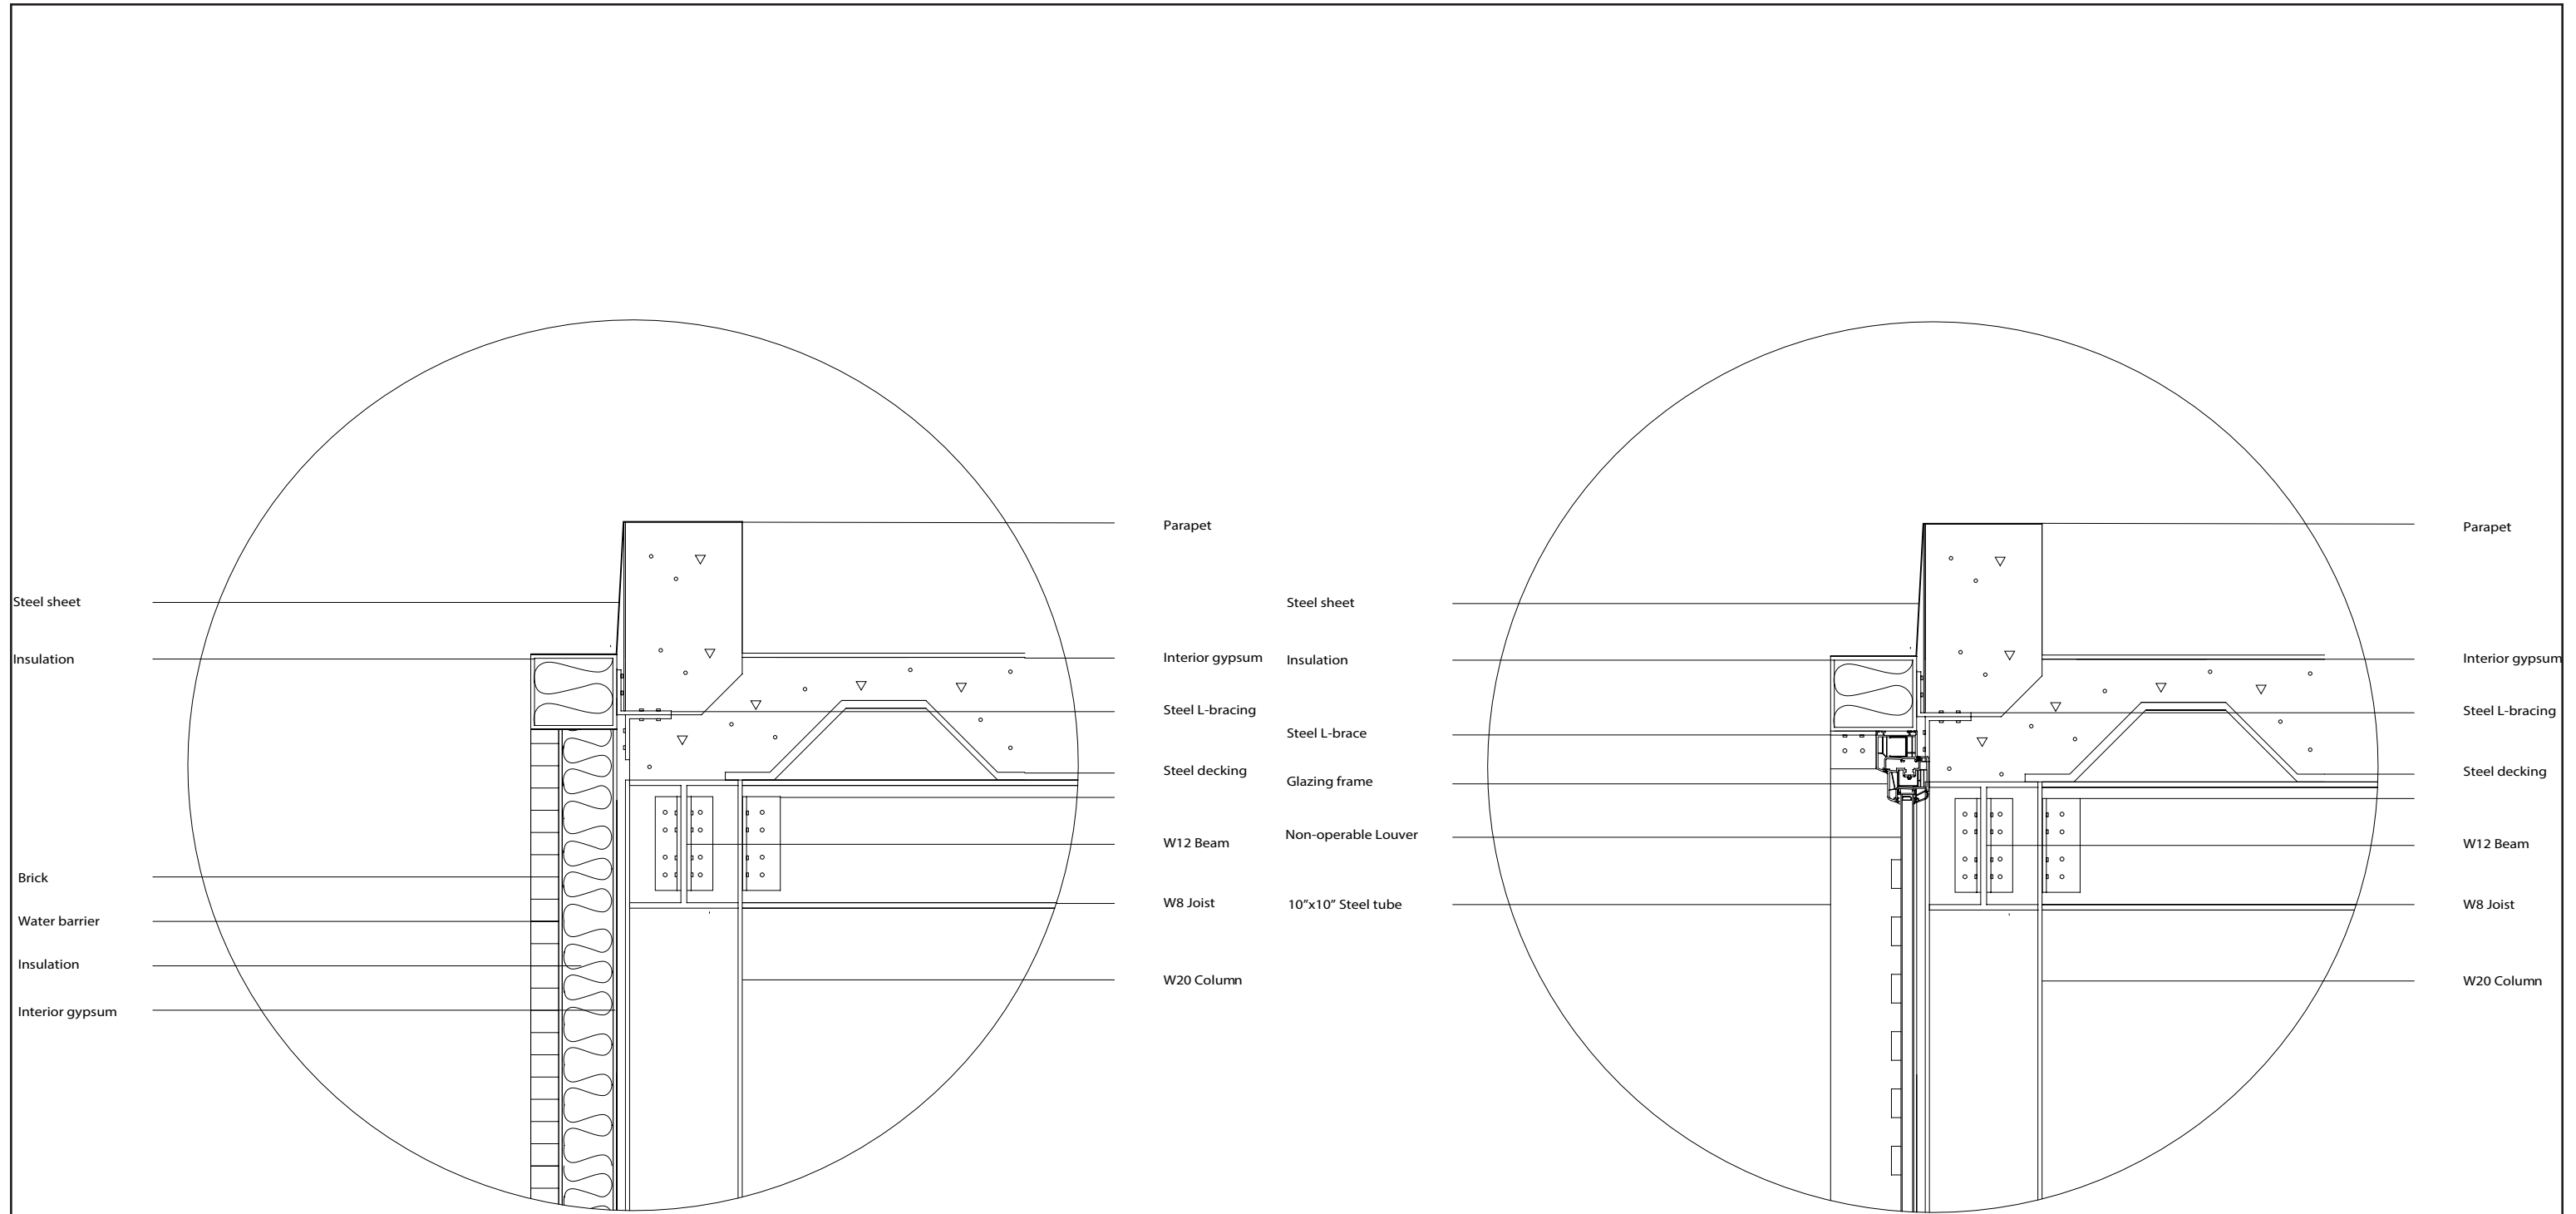 Steel sheet
Insulation
Brick
Water barrier
Insulation
Interior gypsum
Parapet
Interior gypsum
Steel L-bracing
Steel decking
W12 Beam
W8 Joist
W20 Column
Steel sheet
Insulation
Steel L-brace
Glazing frame
Non-operable Louver
10”x10” Steel tube
Parapet
Interior gypsum
Steel L-bracing
Steel decking
W12 Beam
W8 Joist
W20 Column